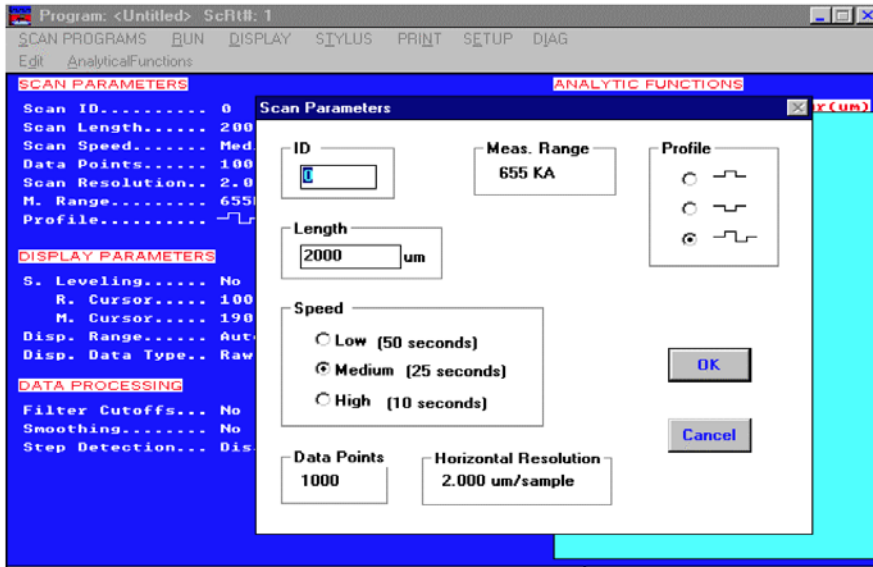 Program: <Untitled> ScRt#: 1
SCAN PROGRAMS RUN DISPLAY STYLUS PRINT SETUP DIAG
Edit AnalyticalFunctions
SCAN PARAMETERS
Scan ID.......... 0
Scan Length...... 200
Scan Speed....... Med.
Data Points...... 100
Scan Resolution.. 2.0
M. Range......... 655
Profile..........
DISPLAY PARAMETERS
S. Leveling...... No
R. Cursor...... 100
M. Cursor...... 190
Disp. Range...... Aut
Disp. Data Type.. Raw
DATA PROCESSING
Filter Cutoffs... No
Smoothing........ No
Step Detection... Dis
ANALYTIC FUNCTIONS
r(um)
Scan Parameters
ID
0
Meas. Range
655 KA
Profile
Length
2000 um
Speed
Low (50 seconds)
Medium (25 seconds)
High (10 seconds)
OK
Cancel
Data Points
1000
Horizontal Resolution
2.000 um/sample